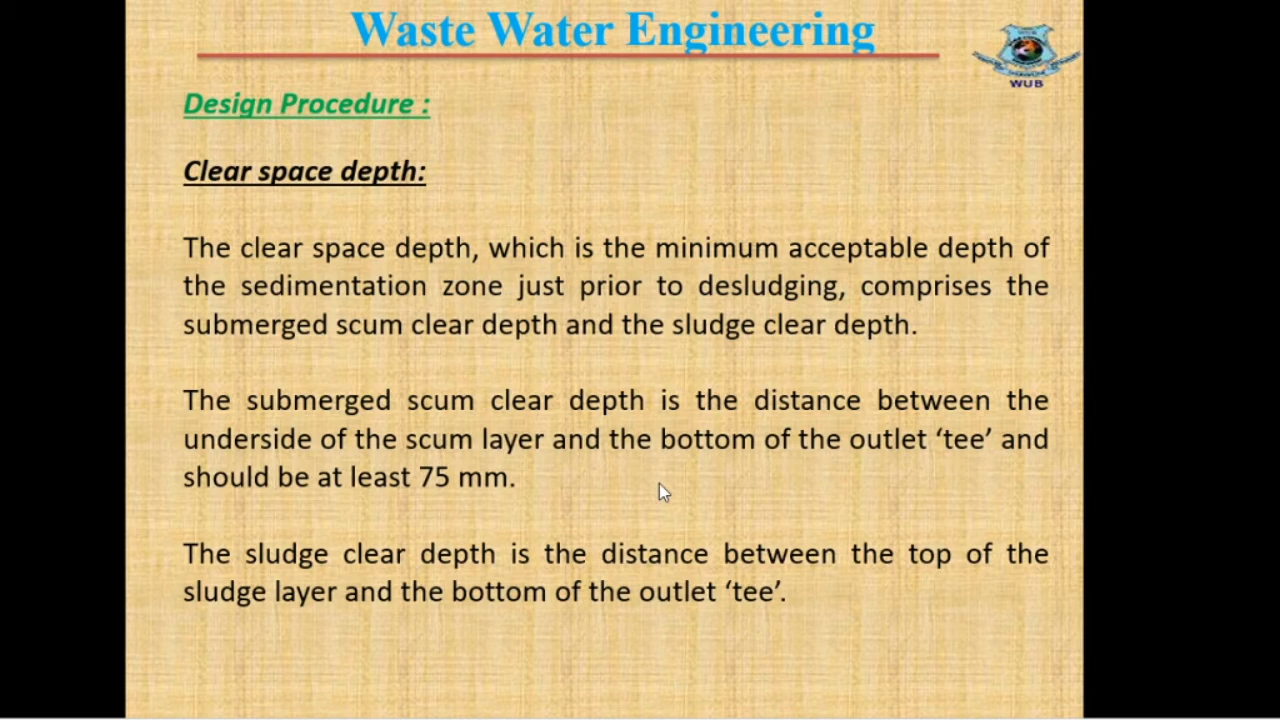 Waste Water Engineering
WUB
Design Procedure :
Clear space depth:
The clear space depth, which is the minimum acceptable depth of
the sedimentation zone just prior to desludging, comprises the
submerged scum clear depth and the sludge clear depth.
The submerged scum clear depth is the distance between the
underside of the scum layer and the bottom of the outlet ‘tee’ and
should be at least 75 mm.
The sludge clear depth is the distance between the top of the
sludge layer and the bottom of the outlet ‘tee’.